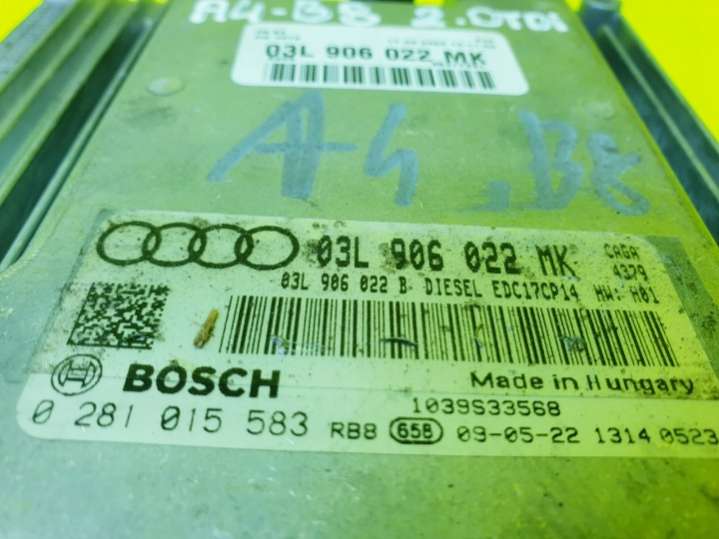 A4-B8 2.0TDI
03L 906 022 MK
A4 B8
03L 906 022 MK CAGA
4379
03L 906 022 B DIESEL EDC17CP14 HW: H01
BOSCH Made in Hungary
1039S33568
0 281 015 583 RB8 658 09-05-22 1314 0523